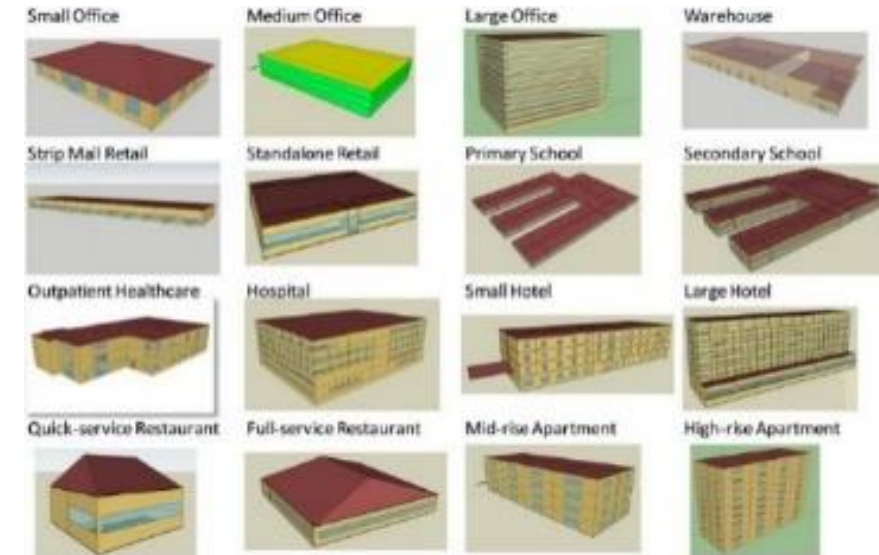 Small Office
Medium Office
Large Office
Warehouse
Strip Mail Retail
Standalone Retail
Primary School
Secondary School
Outpatient Healthcare
Hospital
Small Hotel
Large Hotel
Quick-service Restaurant
Full-service Restaurant
Mid-rise Apartment
High-rise Apartment